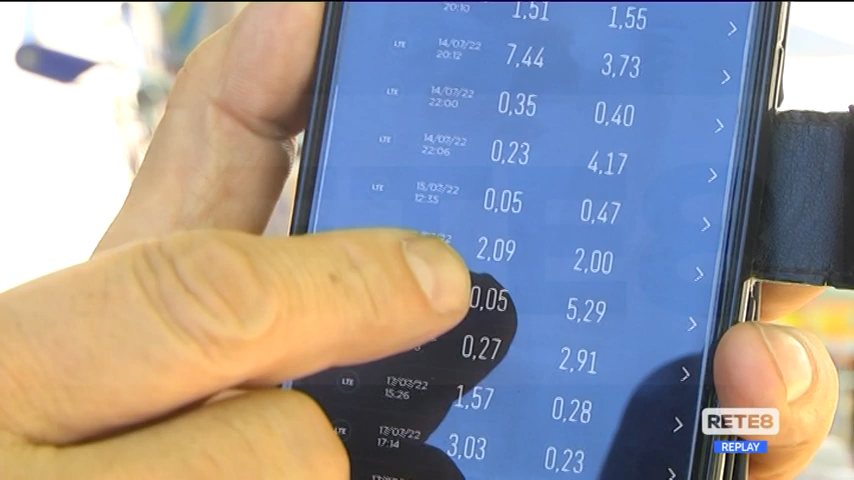 20:10 1,51 1,55
LTE 14/07/22 20:12 7,44 3,73
LTE 14/07/22 22:00 0,35 0,40
LTE 14/07/22 22:06 0,23 4,17
LTE 15/07/22 12:35 0,05 0,47
2,09 2,00
0,05 5,29
0,27 2,91
LTE 17/07/22 15:26 1,57 0,28
LTE 17/07/22 17:14 3,03 0,23
RETE8
REPLAY